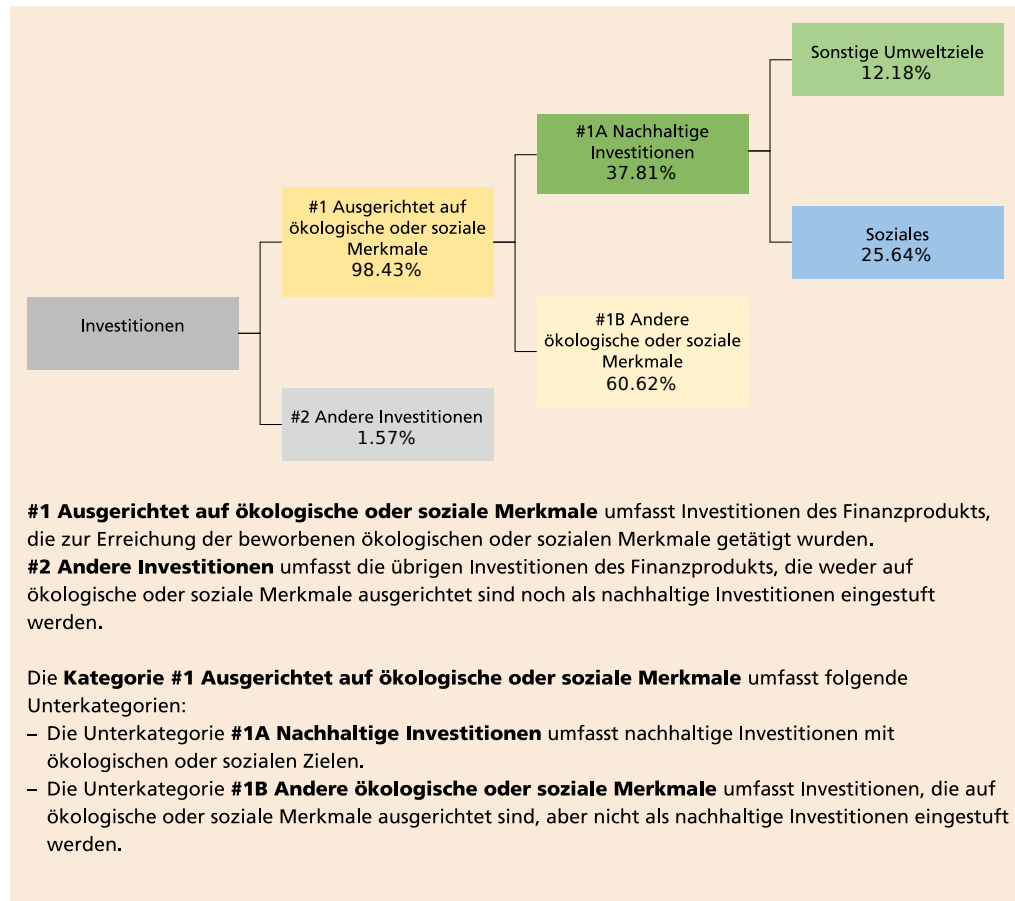 Sonstige Umweltziele
12.18%
#1A Nachhaltige
Investitionen
37.81%
#1 Ausgerichtet auf
ökologische oder soziale
Merkmale
98.43%
Soziales
25.64%
Investitionen
#1B Andere
ökologische oder soziale
Merkmale
60.62%
#2 Andere Investitionen
1.57%
#1 Ausgerichtet auf ökologische oder soziale Merkmale umfasst Investitionen des Finanzprodukts,
die zur Erreichung der beworbenen ökologischen oder sozialen Merkmale getätigt wurden.
#2 Andere Investitionen umfasst die übrigen Investitionen des Finanzprodukts, die weder auf
ökologische oder soziale Merkmale ausgerichtet sind noch als nachhaltige Investitionen eingestuft
werden.
Die Kategorie #1 Ausgerichtet auf ökologische oder soziale Merkmale umfasst folgende
Unterkategorien:
– Die Unterkategorie #1A Nachhaltige Investitionen umfasst nachhaltige Investitionen mit
ökologischen oder sozialen Zielen.
– Die Unterkategorie #1B Andere ökologische oder soziale Merkmale umfasst Investitionen, die auf
ökologische oder soziale Merkmale ausgerichtet sind, aber nicht als nachhaltige Investitionen eingestuft
werden.